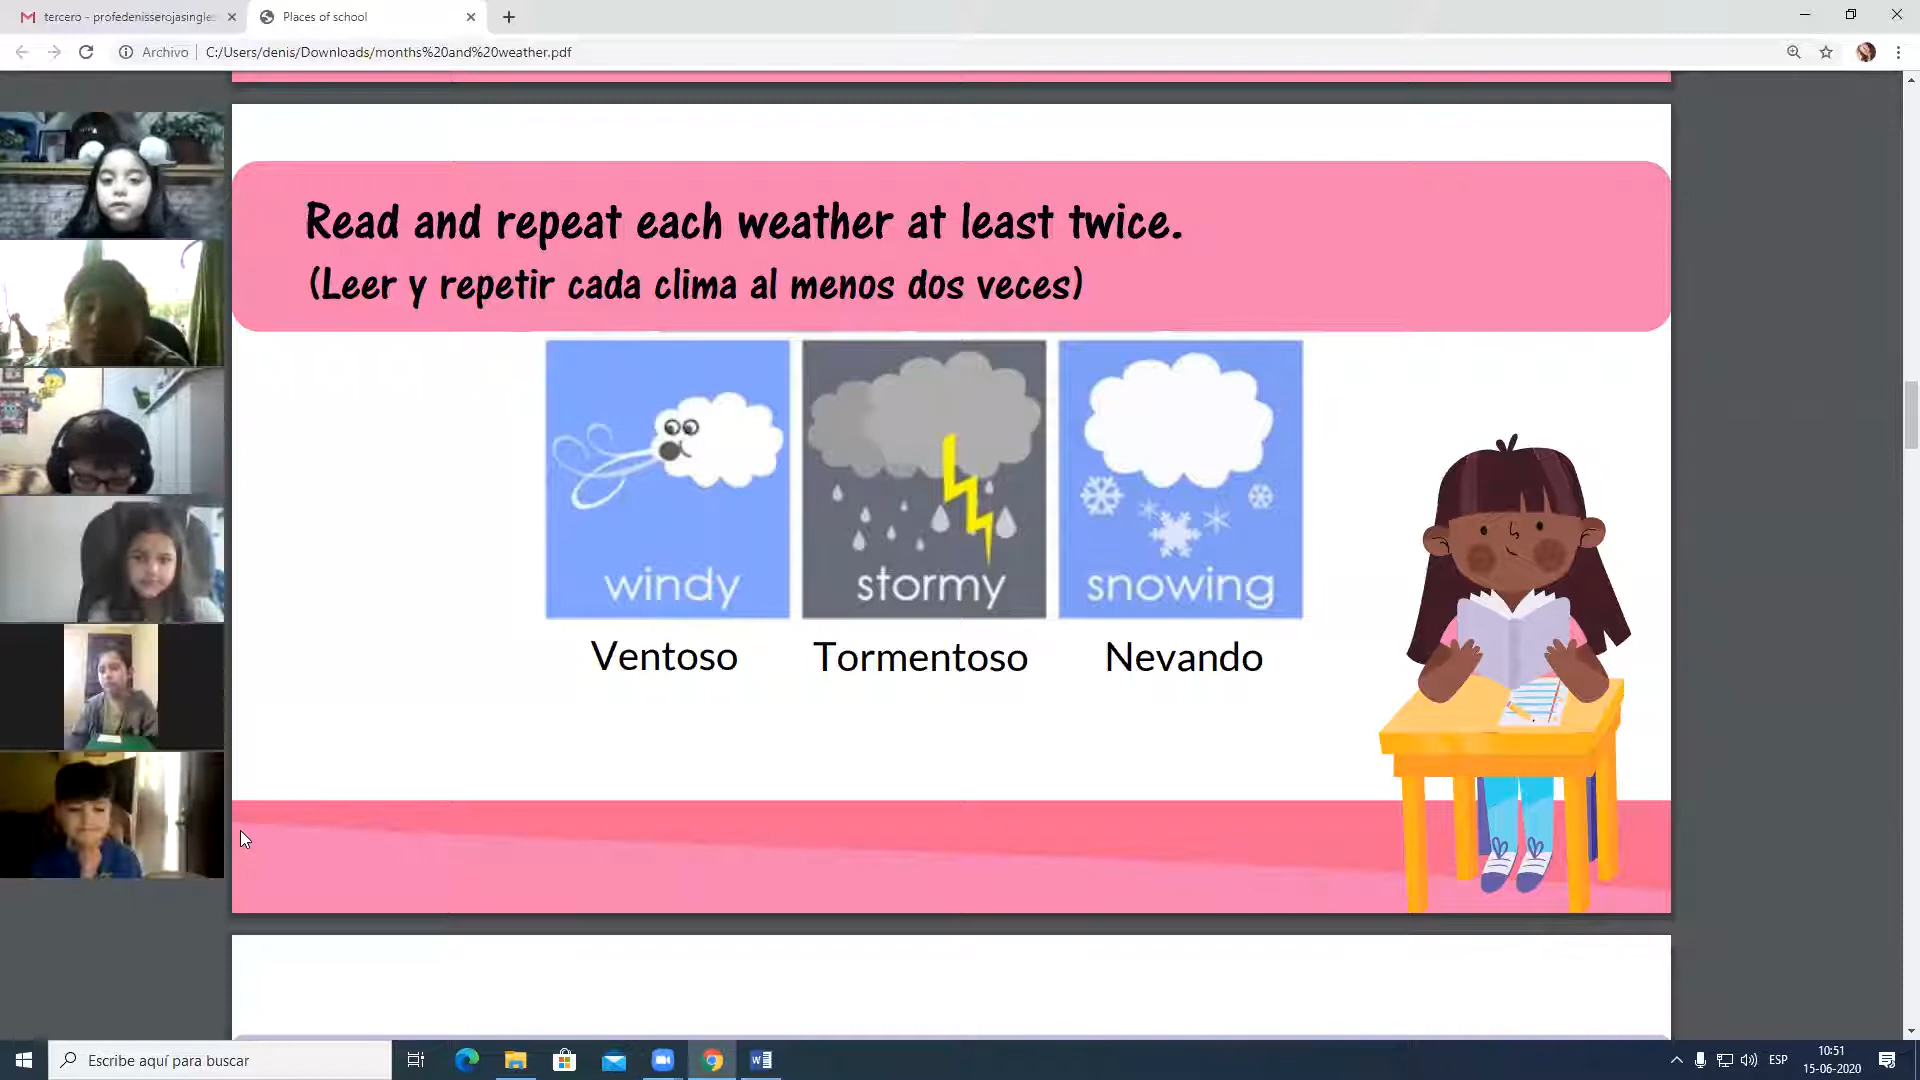 tercero - profedenisserojasingle
Places of school
Archivo
C:/Users/denis/Downloads/months%20and%20weather.pdf
Read and repeat each weather at least twice.
(Leer y repetir cada clima al menos dos veces)
windy
stormy
snowing
Ventoso
Tormentoso
Nevando
Escribe aquí para buscar
ESP
10:51
15-06-2020